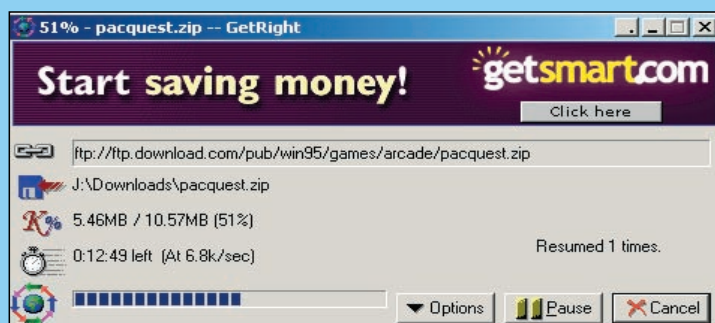 51% - pacquest.zip -- GetRight
Start saving money!
getsmart.com
Click here
ftp://ftp.download.com/pub/win95/games/arcade/pacquest.zip
J:\Downloads\pacquest.zip
K% 5.46MB / 10.57MB (51%)
0:12:49 left (At 6.8k/sec)
Resumed 1 times.
Options Pause Cancel